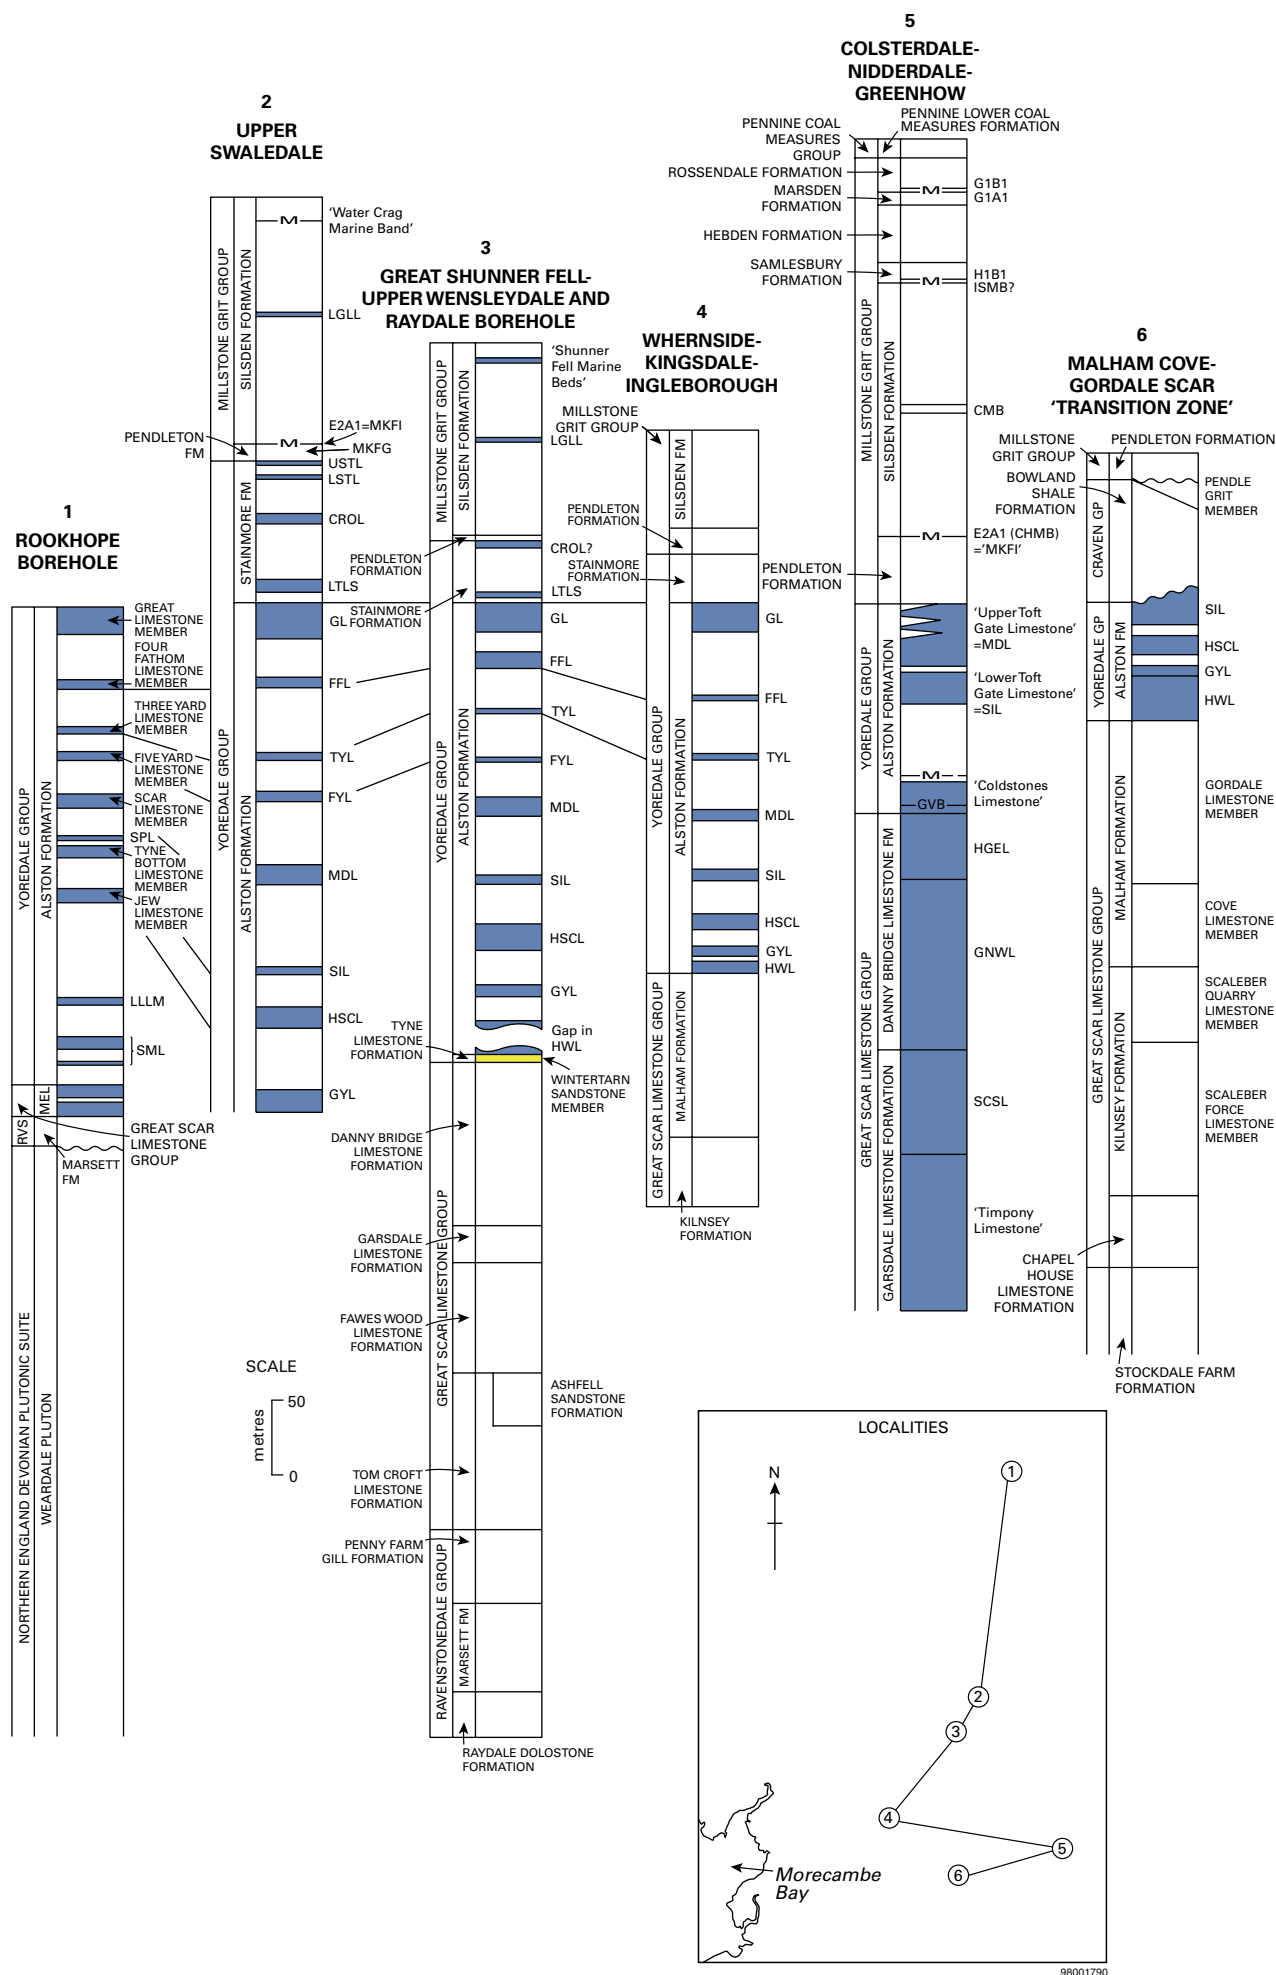 1
ROOKHOPE
BOREHOLE
GREAT
LIMESTONE
MEMBER
FOUR
FATHOM
LIMESTONE
MEMBER
THREE YARD
LIMESTONE
MEMBER
FIVE YARD
LIMESTONE
MEMBER
SCAR
LIMESTONE
MEMBER
SPL
TYNE
BOTTOM
LIMESTONE
MEMBER
JEW
LIMESTONE
MEMBER
LLLM
SML
GREAT SCAR
LIMESTONE
GROUP
MARSETT
FM
YOREDALE GROUP
ALSTON FORMATION
MEL
RVS
NORTHERN ENGLAND DEVONIAN PLUTONIC SUITE
WEARDALE PLUTON
2
UPPER
SWALEDALE
MILLSTONE GRIT GROUP
SILSDEN FORMATION
M
'Water Crag
Marine Band'
LGLL
PENDLETON
FM
M
E2A1=MKFI
MKFG
USTL
LSTL
CROL
LTLS
STAINMORE FM
GL
FFL
TYL
FYL
MDL
SIL
HSCL
GYL
YOREDALE GROUP
ALSTON FORMATION
3
GREAT SHUNNER FELL-
UPPER WENSLEYDALE AND
RAYDALE BOREHOLE
MILLSTONE GRIT GROUP
SILSDEN FORMATION
'Shunner
Fell Marine
Beds'
LGLL
PENDLETON
FORMATION
CROL?
STAINMORE
FORMATION
LTLS
GL
FFL
TYL
FYL
MDL
SIL
HSCL
GYL
Gap in
HWL
YOREDALE GROUP
ALSTON FORMATION
TYNE
LIMESTONE
FORMATION
WINTERTARN
SANDSTONE
MEMBER
DANNY BRIDGE
LIMESTONE
FORMATION
GARSDALE
LIMESTONE
FORMATION
FAWES WOOD
LIMESTONE
FORMATION
ASHFELL
SANDSTONE
FORMATION
TOM CROFT
LIMESTONE
FORMATION
GREAT SCAR LIMESTONE GROUP
PENNY FARM
GILL FORMATION
RAVENSTONEDALE GROUP
MARSETT FM
RAYDALE DOLOSTONE
FORMATION
4
WHERNSIDE-
KINGSDALE-
INGLEBOROUGH
MILLSTONE
GRIT GROUP
SILSDEN FM
PENDLETON
FORMATION
STAINMORE
FORMATION
GL
FFL
TYL
MDL
SIL
HSCL
GYL
HWL
YOREDALE GROUP
ALSTON FORMATION
GREAT SCAR LIMESTONE GROUP
MALHAM FORMATION
KILNSEY
FORMATION
5
COLSTERDALE-
NIDDERDALE-
GREENHOW
PENNINE COAL
MEASURES
GROUP
PENNINE LOWER COAL
MEASURES FORMATION
ROSSENDALE FORMATION
MARSDEN
FORMATION
M
G1B1
G1A1
HEBDEN FORMATION
SAMLESBURY
FORMATION
M
H1B1
ISMB?
MILLSTONE GRIT GROUP
SILSDEN FORMATION
CMB
M
E2A1 (CHMB)
='MKFI'
PENDLETON
FORMATION
'Upper Toft
Gate Limestone'
=MDL
'Lower Toft
Gate Limestone'
=SIL
M
'Coldstones
Limestone'
GVB
YOREDALE GROUP
ALSTON FORMATION
HGEL
GNWL
SCSL
'Timpony
Limestone'
GREAT SCAR LIMESTONE GROUP
DANNY BRIDGE LIMESTONE FM
GARSDALE LIMESTONE FORMATION
6
MALHAM COVE-
GORDALE SCAR
'TRANSITION ZONE'
MILLSTONE
GRIT GROUP
PENDLETON FORMATION
BOWLAND
SHALE
FORMATION
PENDLE
GRIT
MEMBER
CRAVEN GP
SIL
HSCL
GYL
HWL
YOREDALE GP
ALSTON FM
GORDALE
LIMESTONE
MEMBER
COVE
LIMESTONE
MEMBER
SCALEBER
QUARRY
LIMESTONE
MEMBER
SCALEBER
FORCE
LIMESTONE
MEMBER
GREAT SCAR LIMESTONE GROUP
MALHAM FORMATION
KILNSEY FORMATION
CHAPEL
HOUSE
LIMESTONE
FORMATION
STOCKDALE FARM
FORMATION
SCALE
50
metres
0
LOCALITIES
N
1
2
3
4
5
6
Morecambe
Bay
98001790